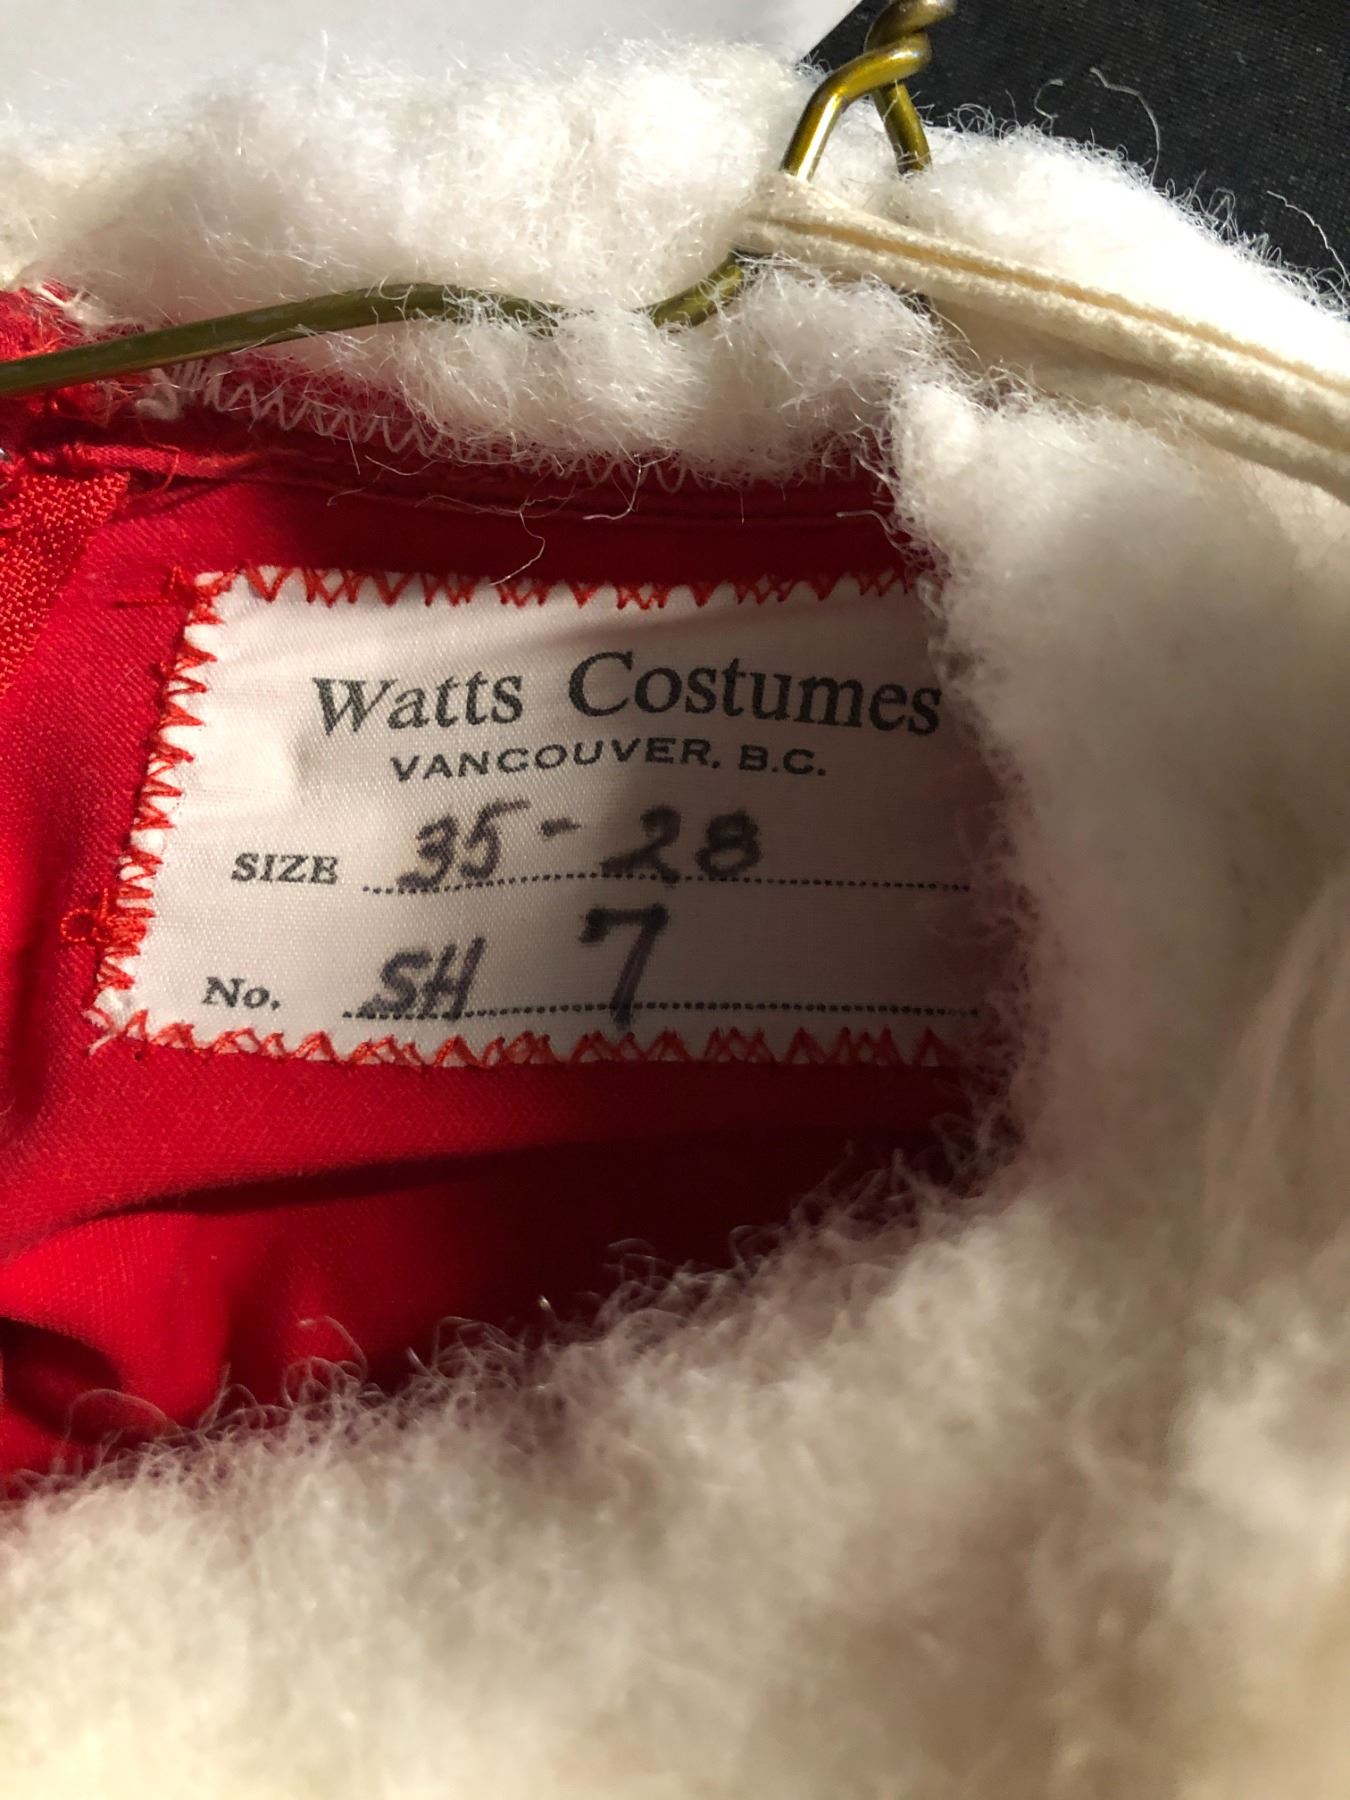 Watts Costumes
VANCOUVER, B.C.
SIZE 35-28
No. SH 7